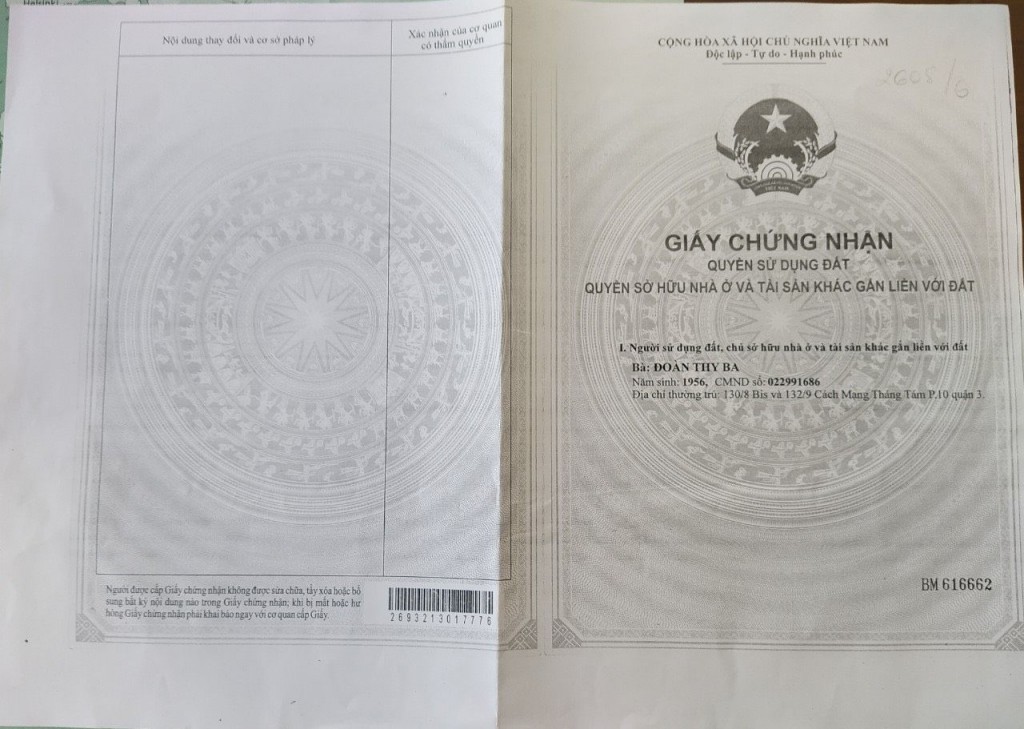 Helsinki
Nội dung thay đổi và cơ sở pháp lý
Xác nhận của cơ quan
có thẩm quyền
Người được cấp Giấy chứng nhận không được sửa chữa, tẩy xóa hoặc bổ
sung bất kỳ nội dung nào trong Giấy chứng nhận; khi bị mất hoặc hư
hỏng Giấy chứng nhận phải khai báo ngay với cơ quan cấp Giấy.
2693213017776
CỘNG HÒA XÃ HỘI CHỦ NGHĨA VIỆT NAM
Độc lập - Tự do - Hạnh phúc
2608/6
VIỆT NAM
GIẤY CHỨNG NHẬN
QUYỀN SỬ DỤNG ĐẤT
QUYỀN SỞ HỮU NHÀ Ở VÀ TÀI SẢN KHÁC GẮN LIỀN VỚI ĐẤT
I. Người sử dụng đất, chủ sở hữu nhà ở và tài sản khác gắn liền với đất
Bà: ĐOÀN THY BA
Năm sinh: 1956, CMND số: 022991686
Địa chỉ thường trú: 130/8 Bis và 132/9 Cách Mạng Tháng Tám P.10 quận 3.
BM 616662